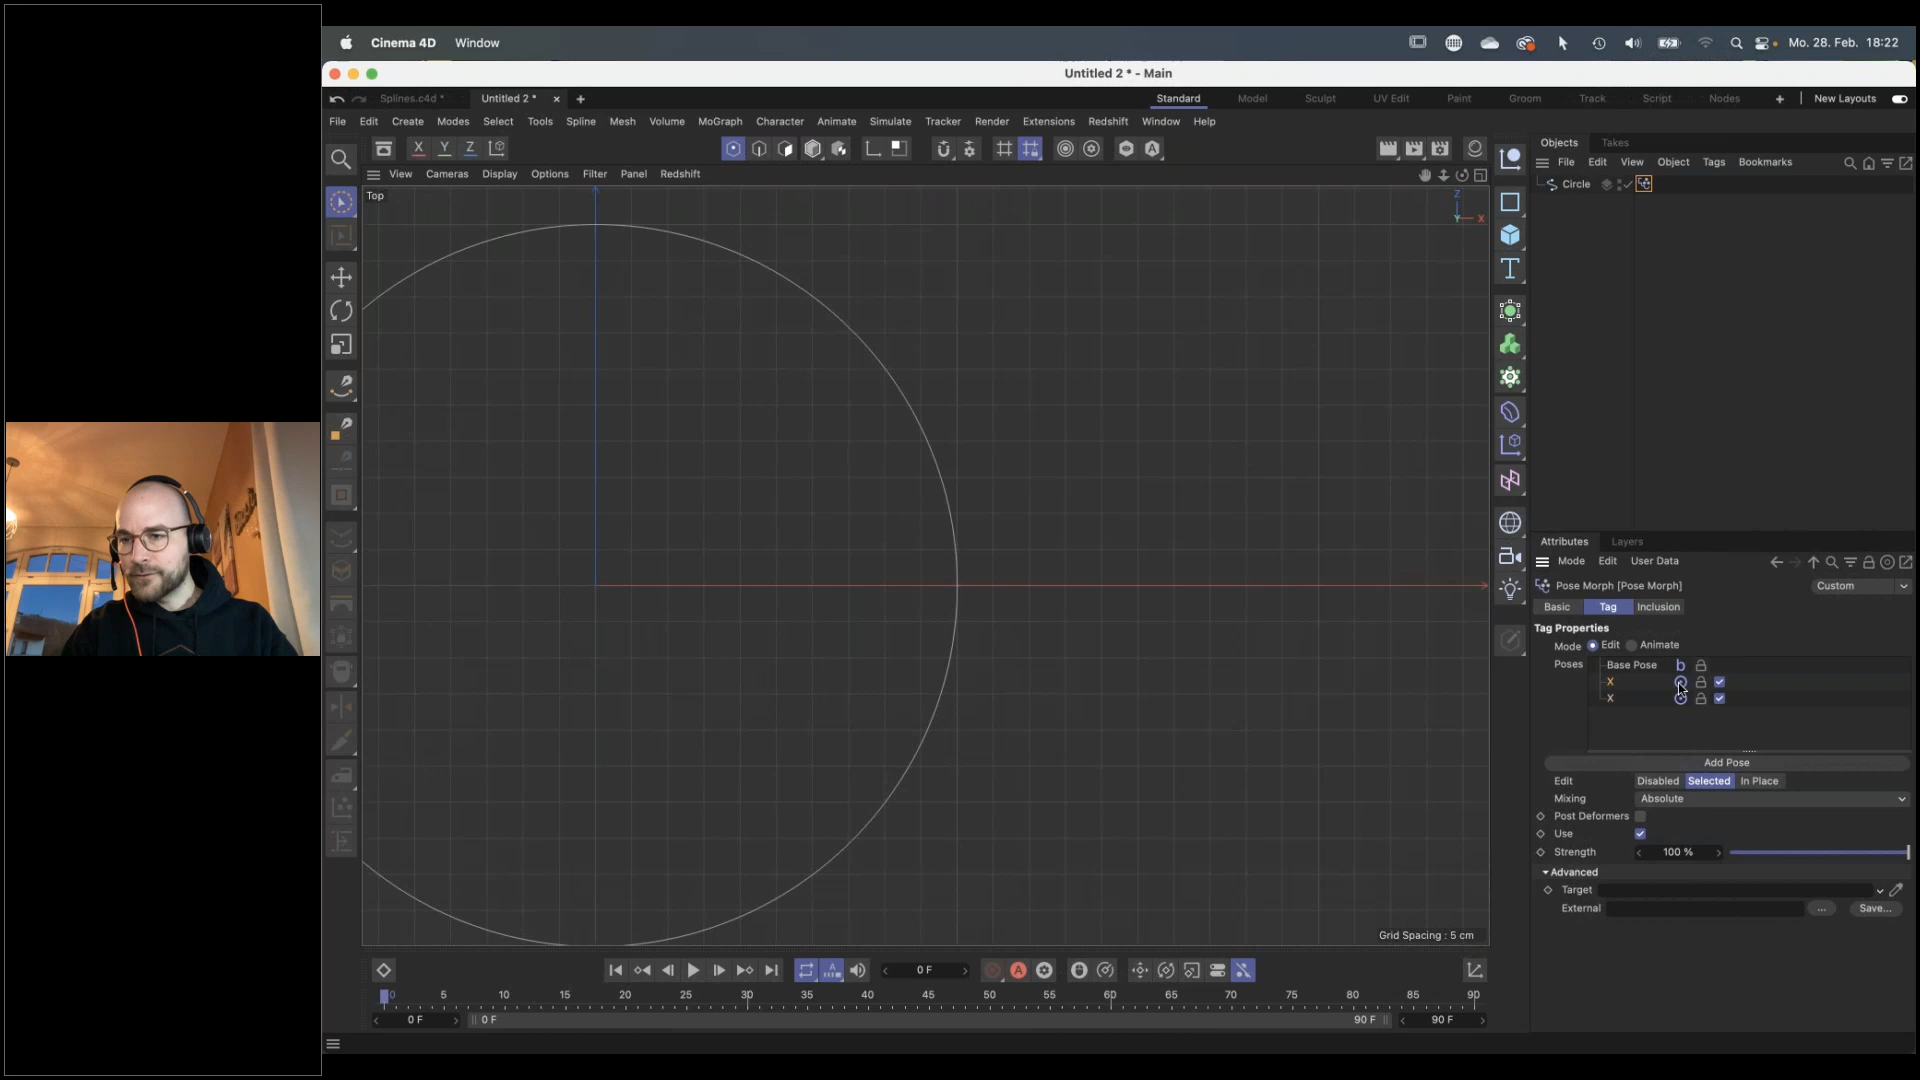 Cinema 4D Window Mo. 28. Feb. 18:22
Untitled 2 * - Main
Splines.c4d * Untitled 2 * × + Standard Model Sculpt UV Edit Paint Groom Track Script Nodes + New Layouts
File Edit Create Modes Select Tools Spline Mesh Volume MoGraph Character Animate Simulate Tracker Render Extensions Redshift Window Help
X Y Z
View Cameras Display Options Filter Panel Redshift
Top
Z
Y X
Grid Spacing : 5 cm
Objects Takes
File Edit View Object Tags Bookmarks
Circle
Attributes Layers
Mode Edit User Data
Pose Morph [Pose Morph] Custom
Basic Tag Inclusion
Tag Properties
Mode Edit Animate
Poses Base Pose b
X
X
Add Pose
Edit Disabled Selected In Place
Mixing Absolute
Post Deformers
Use
Strength 100 %
Advanced
Target
External ... Save...
0 F
0 5 10 15 20 25 30 35 40 45 50 55 60 65 70 75 80 85 90
0 F 0 F 90 F 90 F